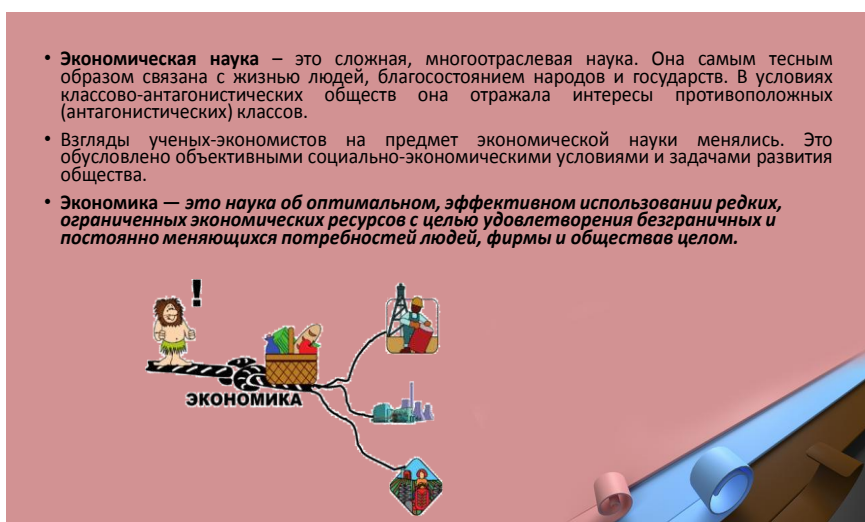 • Экономическая наука – это сложная, многоотраслевая наука. Она самым тесным
образом связана с жизнью людей, благосостоянием народов и государств. В условиях
классово-антагонистических обществ она отражала интересы противоположных
(антагонистических) классов.
• Взгляды ученых-экономистов на предмет экономической науки менялись. Это
обусловлено объективными социально-экономическими условиями и задачами развития
общества.
• Экономика — это наука об оптимальном, эффективном использовании редких,
ограниченных экономических ресурсов с целью удовлетворения безграничных и
постоянно меняющихся потребностей людей, фирмы и обществав целом.
!
ЭКОНОМИКА